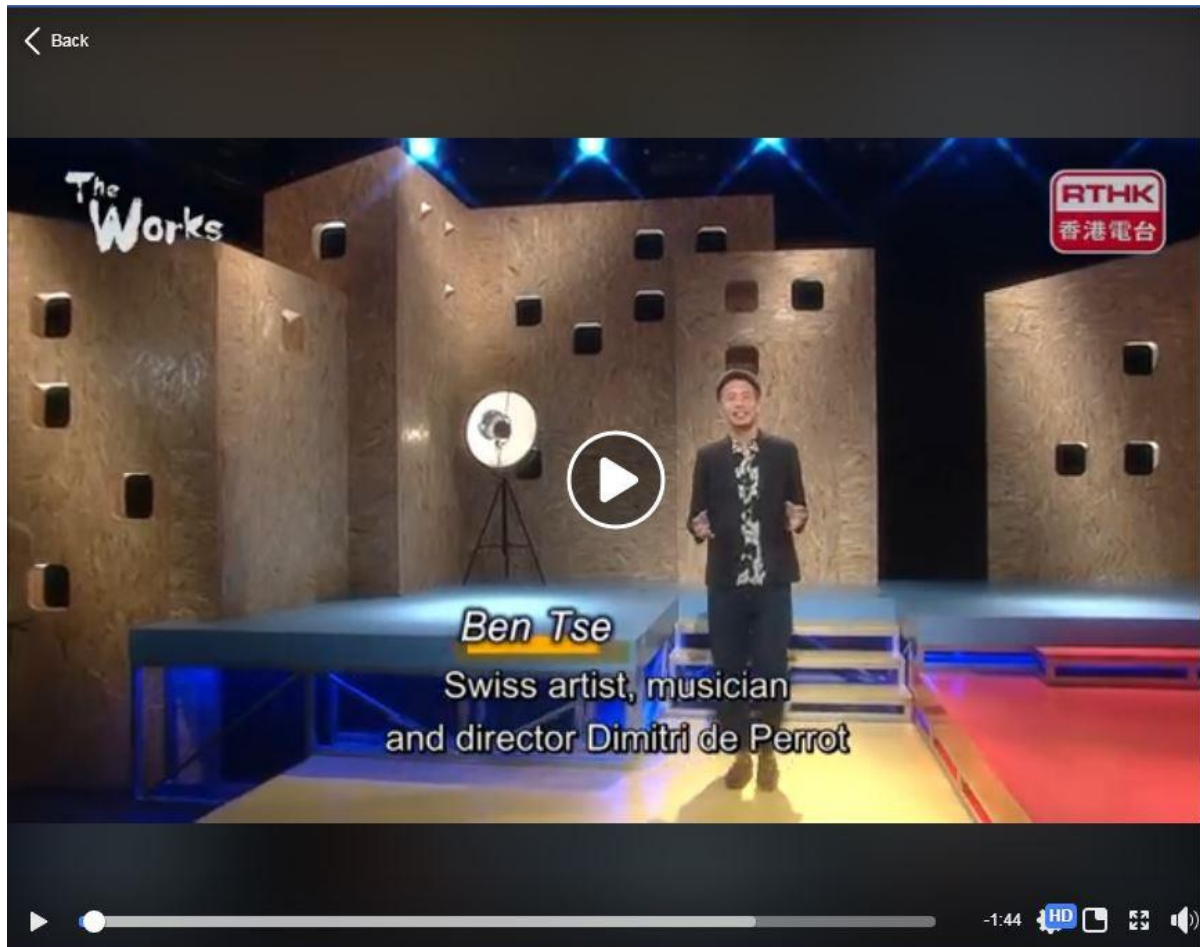 Back
The
Works
RTHK
香港電台
Ben Tse
Swiss artist, musician
and director Dimitri de Perrot
-1:44
HD